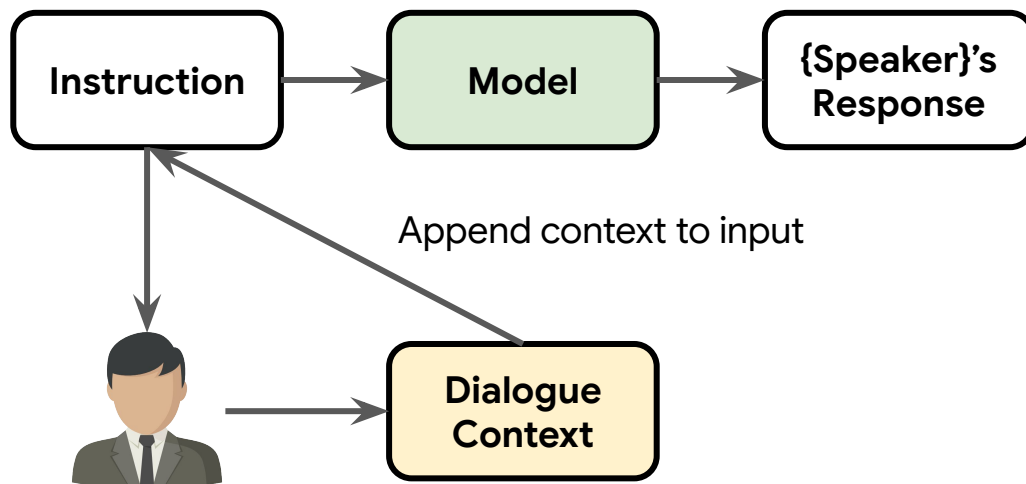 Instruction
Model
{Speaker}’s
Response
Append context to input
Dialogue
Context